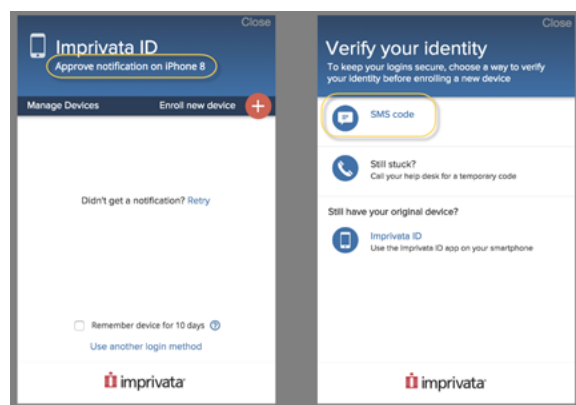 Close
Imprivata ID
Approve notification on iPhone 8
Manage Devices
Enroll new device
Didn't get a notification? Retry
Remember device for 10 days
Use another login method
imprivata
Close
Verify your identity
To keep your logins secure, choose a way to verify
your identity before enrolling a new device
SMS code
Still stuck?
Call your help desk for a temporary code
Still have your original device?
Imprivata ID
Use the Imprivata ID app on your smartphone
imprivata